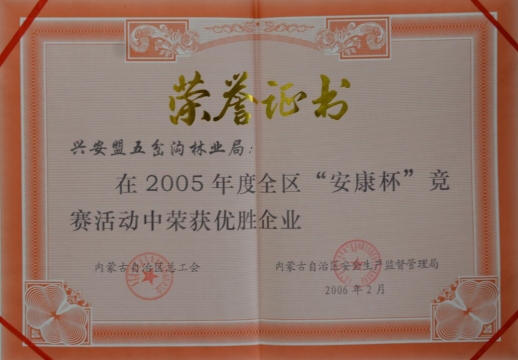 荣誉证书
兴安盟五岔沟林业局:
在2005年度全区“安康杯”竞
赛活动中荣获优胜企业
内蒙古自治区总工会 内蒙古自治区安全生产监督管理局
2006年2月